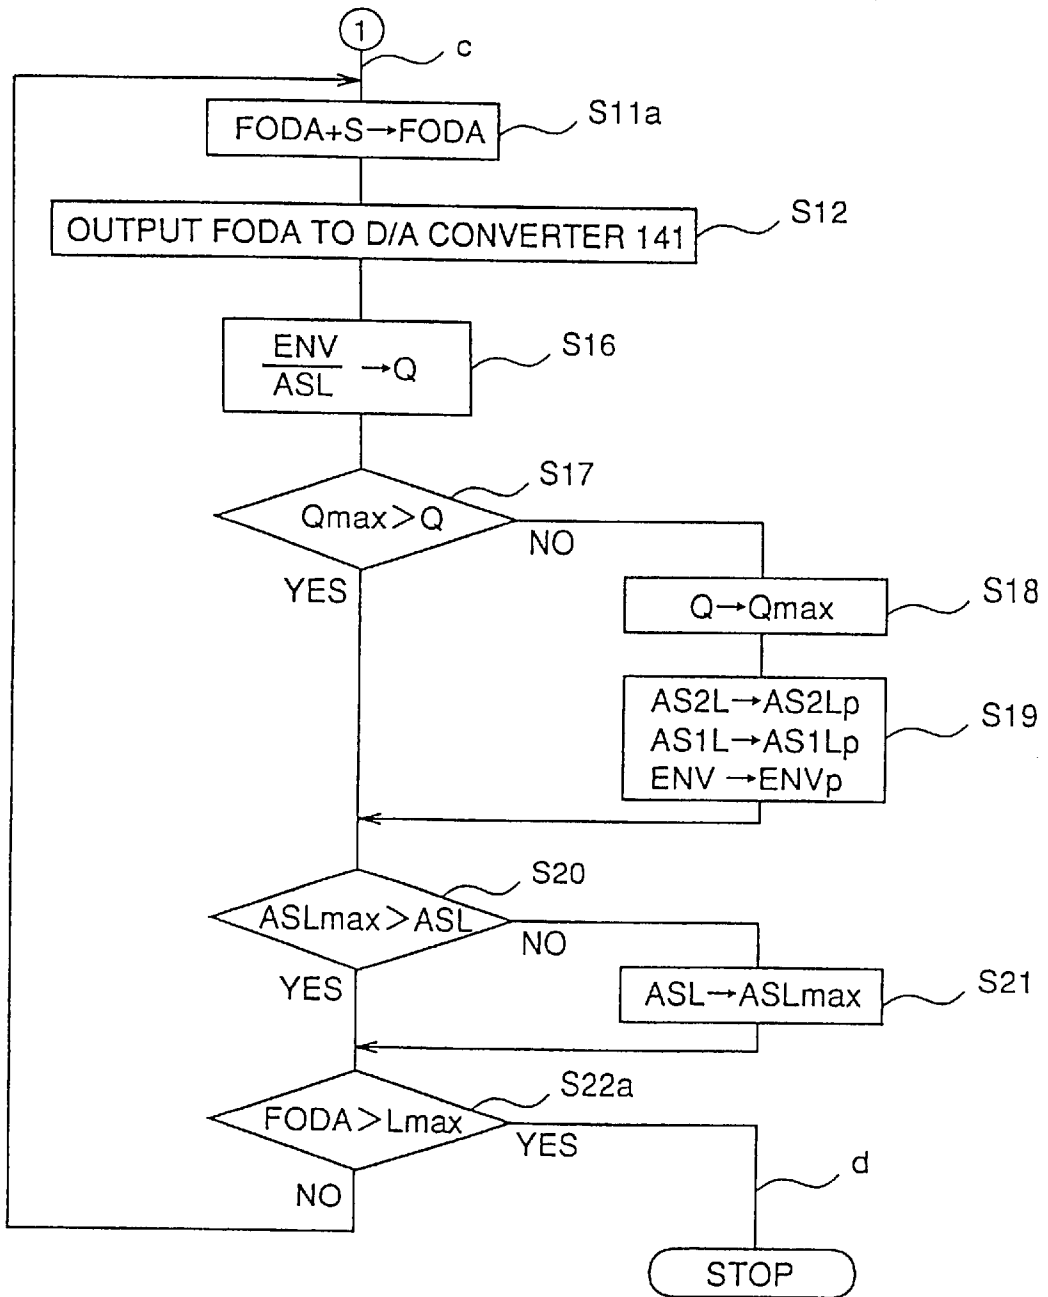 1
c
FODA+S→FODA
S11a
OUTPUT FODA TO D/A CONVERTER 141
S12
ENV
ASL
→Q
S16
Qmax>Q
S17
NO
YES
Q→Qmax
S18
AS2L→AS2Lp
AS1L→AS1Lp
ENV→ENVp
S19
ASLmax>ASL
S20
NO
YES
ASL→ASLmax
S21
FODA>Lmax
S22a
YES
NO
d
STOP